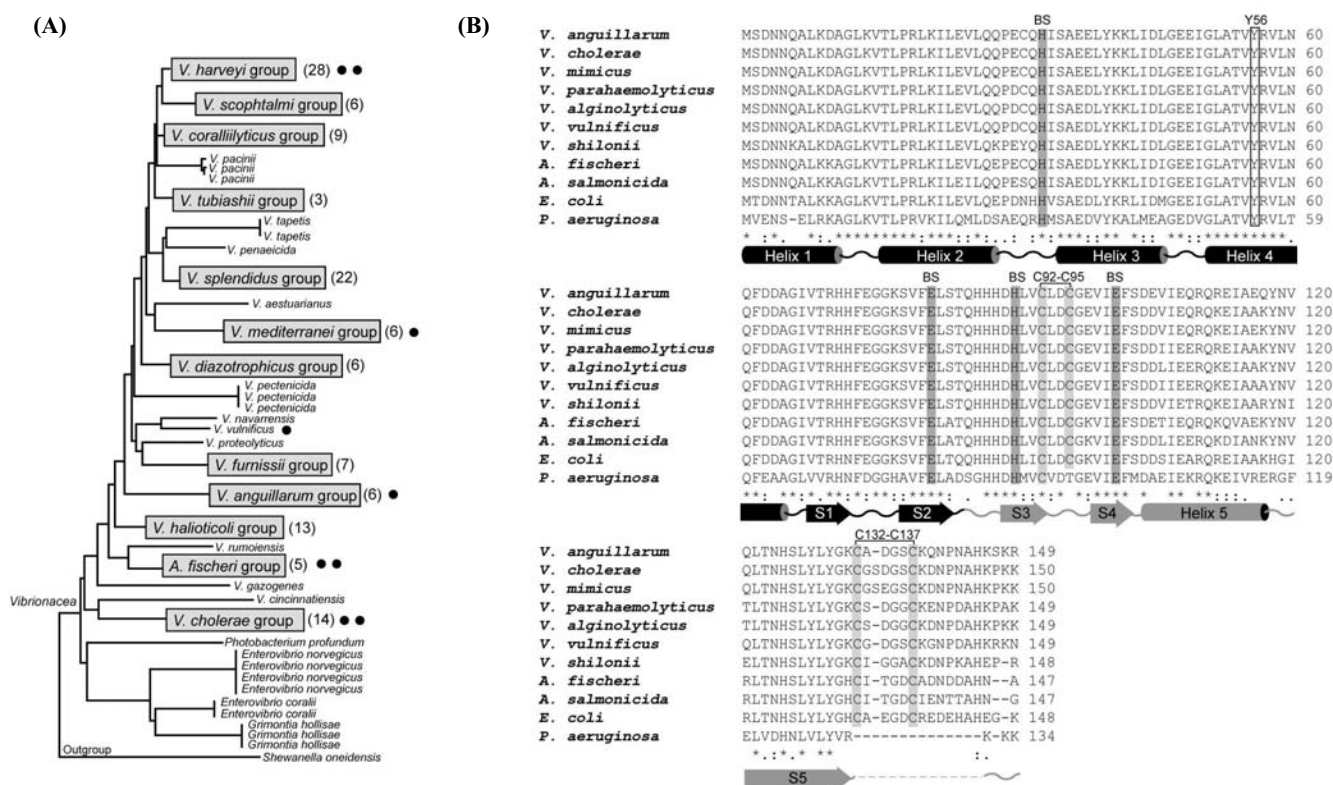 (A)
V. harveyi group (28) ● ●
V. scophtalmi group (6)
V. coralliilyticus group (9)
V. pacinii
V. pacinii
V. pacinii
V. tubiashii group (3)
V. tapetis
V. tapetis
V. penaeicida
V. splendidus group (22)
V. aestuarianus
V. mediterranei group (6) ●
V. diazotrophicus group (6)
V. pectenicida
V. pectenicida
V. pectenicida
V. navarrensis
V. vulnificus ●
V. proteolyticus
V. furnissii group (7)
V. anguillarum group (6) ●
V. halioticoli group (13)
V. rumoiensis
A. fischeri group (5) ● ●
V. gazogenes
V. cincinnatiensis
Vibrionacea
V. cholerae group (14) ● ●
Photobacterium profundum
Enterovibrio norvegicus
Enterovibrio norvegicus
Enterovibrio norvegicus
Enterovibrio norvegicus
Enterovibrio coralii
Enterovibrio coralii
Grimontia hollisae
Grimontia hollisae
Grimontia hollisae
Outgroup
Shewanella oneidensis
(B)
BS Y56
V. anguillarum MSDNNQALKDAGLKVTLPRLKILEVLQQPECQHISAEELYKKLIDLGEEIGLATVYRVLN 60
V. cholerae MSDNNQALKDAGLKVTLPRLKILEVLQQPECQHISAEELYKKLIDLGEEIGLATVYRVLN 60
V. mimicus MSDNNQALKDAGLKVTLPRLKILEVLQQPECQHISAEELYKKLIDLGEEIGLATVYRVLN 60
V. parahaemolyticus MSDNNQALKDAGLKVTLPRLKILEVLQQPDCQHISAEDLYKKLIDLGEEIGLATVYRVLN 60
V. alginolyticus MSDNNQALKDAGLKVTLPRLKILEVLQQPDCQHISAEDLYKKLIDLGEEIGLATVYRVLN 60
V. vulnificus MSDNNQALKDAGLKVTLPRLKILEVLQQPDCQHISAEDLYKKLIDLGEEIGLATVYRVLN 60
V. shilonii MSDNNKALKDAGLKVTLPRLKILEVLQKPEYQHISAEDLYKKLIDLGEEIGLATVYRVLN 60
A. fischeri MSDNNQALKKAGLKVTLPRLKILEVLQQPECQHISAEDLYKKLIDIGEEIGLATVYRVLN 60
A. salmonicida MSDNNQALKKAGLKVTLPRLKILEVLQQPESQHISAEDLYKKLIDIGEEIGLATVYRVLN 60
E. coli MTDNNTALKKAGLKVTLPRLKILEVLQEPDNHHVSAEDLYKRLIDMGEEIGLATVYRVLN 60
P. aeruginosa MVENS-ELRKAGLKVTLPRVKILQMLDSAEQRHMSAEDVYKALMEAGEDVGLATVYRVLT 59
Helix 1 Helix 2 Helix 3 Helix 4
BS BS C92-C95 BS
V. anguillarum QFDDAGIVTRHHFEGGKSVFELSTQHHHDHLVCLDCGEVIEFSDEVIEQRQREIAEQYNV 120
V. cholerae QFDDAGIVTRHHFEGGKSVFELSTQHHHDHLVCLDCGEVIEFSDDVIEQRQKEIAAKYNV 120
V. mimicus QFDDAGIVTRHHFEGGKSVFELSTQHHHDHLVCLDCGEVIEFSDDVIEQRQKEIAAKYNV 120
V. parahaemolyticus QFDDAGIVTRHHFEGGKSVFELSTQHHHDHLVCLDCGEVIEFSDDIIEERQKEIAAKYNV 120
V. alginolyticus QFDDAGIVTRHHFEGGKSVFELSTQHHHDHLVCLDCGEVIEFSDDIIEERQKEIAAKYNV 120
V. vulnificus QFDDAGIVTRHHFEGGKSVFELSTQHHHDHLVCLDCGEVIEFSDDVIEERQKEIAAAYNV 120
V. shilonii QFDDAGIVTRHHFEGGKSVFELSTQHHHDHLVCLDCGEVIEFSDDVIETRQKEIAARYNI 120
A. fischeri QFDDAGIVTRHHFEGGKSVFELATQHHHDHLVCLDCGKVIEFSDETIEQRQKQVAEKYNV 120
A. salmonicida QFDDAGIVTRHHFEGGKSVFELATQHHHDHLVCLDCGKVIEFSDDLIEQRQKDIANKYNV 120
E. coli QFDDAGIVTRHNFEGGKSVFELTQQHHHDHLICLDCGKVIEFSDDSIEARQREIAAKHGI 120
P. aeruginosa QFEAAGLVVRHNFDGGHAVFELADSGHHDHMVCVDTGEVIEFMDAEIEKRQKEIVRERGF 119
S1 S2 S3 S4 Helix 5
C132-C137
V. anguillarum QLTNHSLYLYGKCA-DGSCKQNPNAHKSKR 149
V. cholerae QLTNHSLYLYGKCGSDGSCKDNPNAHKPKK 150
V. mimicus QLTNHSLYLYGKCGSEGSCKDNPNAHKPKK 150
V. parahaemolyticus TLTNHSLYLYGKCS-DGGCKENPDAHKPAK 149
V. alginolyticus TLTNHSLYLYGKCS-DGGCKENPDAHKPKK 149
V. vulnificus QLTNHSLYLYGKCG-DGSCKGNPDAHKRKN 149
V. shilonii ELTNHSLYLYGKCI-GGACKDNPKAHEP-R 148
A. fischeri RLTNHSLYLYGKCI-TGDCADNDDAHN--A 147
A. salmonicida RLTNHSLYLYGKCI-TGDCIENTTAHN--G 147
E. coli RLTNHSLYLYGHCA-EGDCREDEHAHEG-K 148
P. aeruginosa ELVDHNLVLYVR---------------K-KK 134
S5